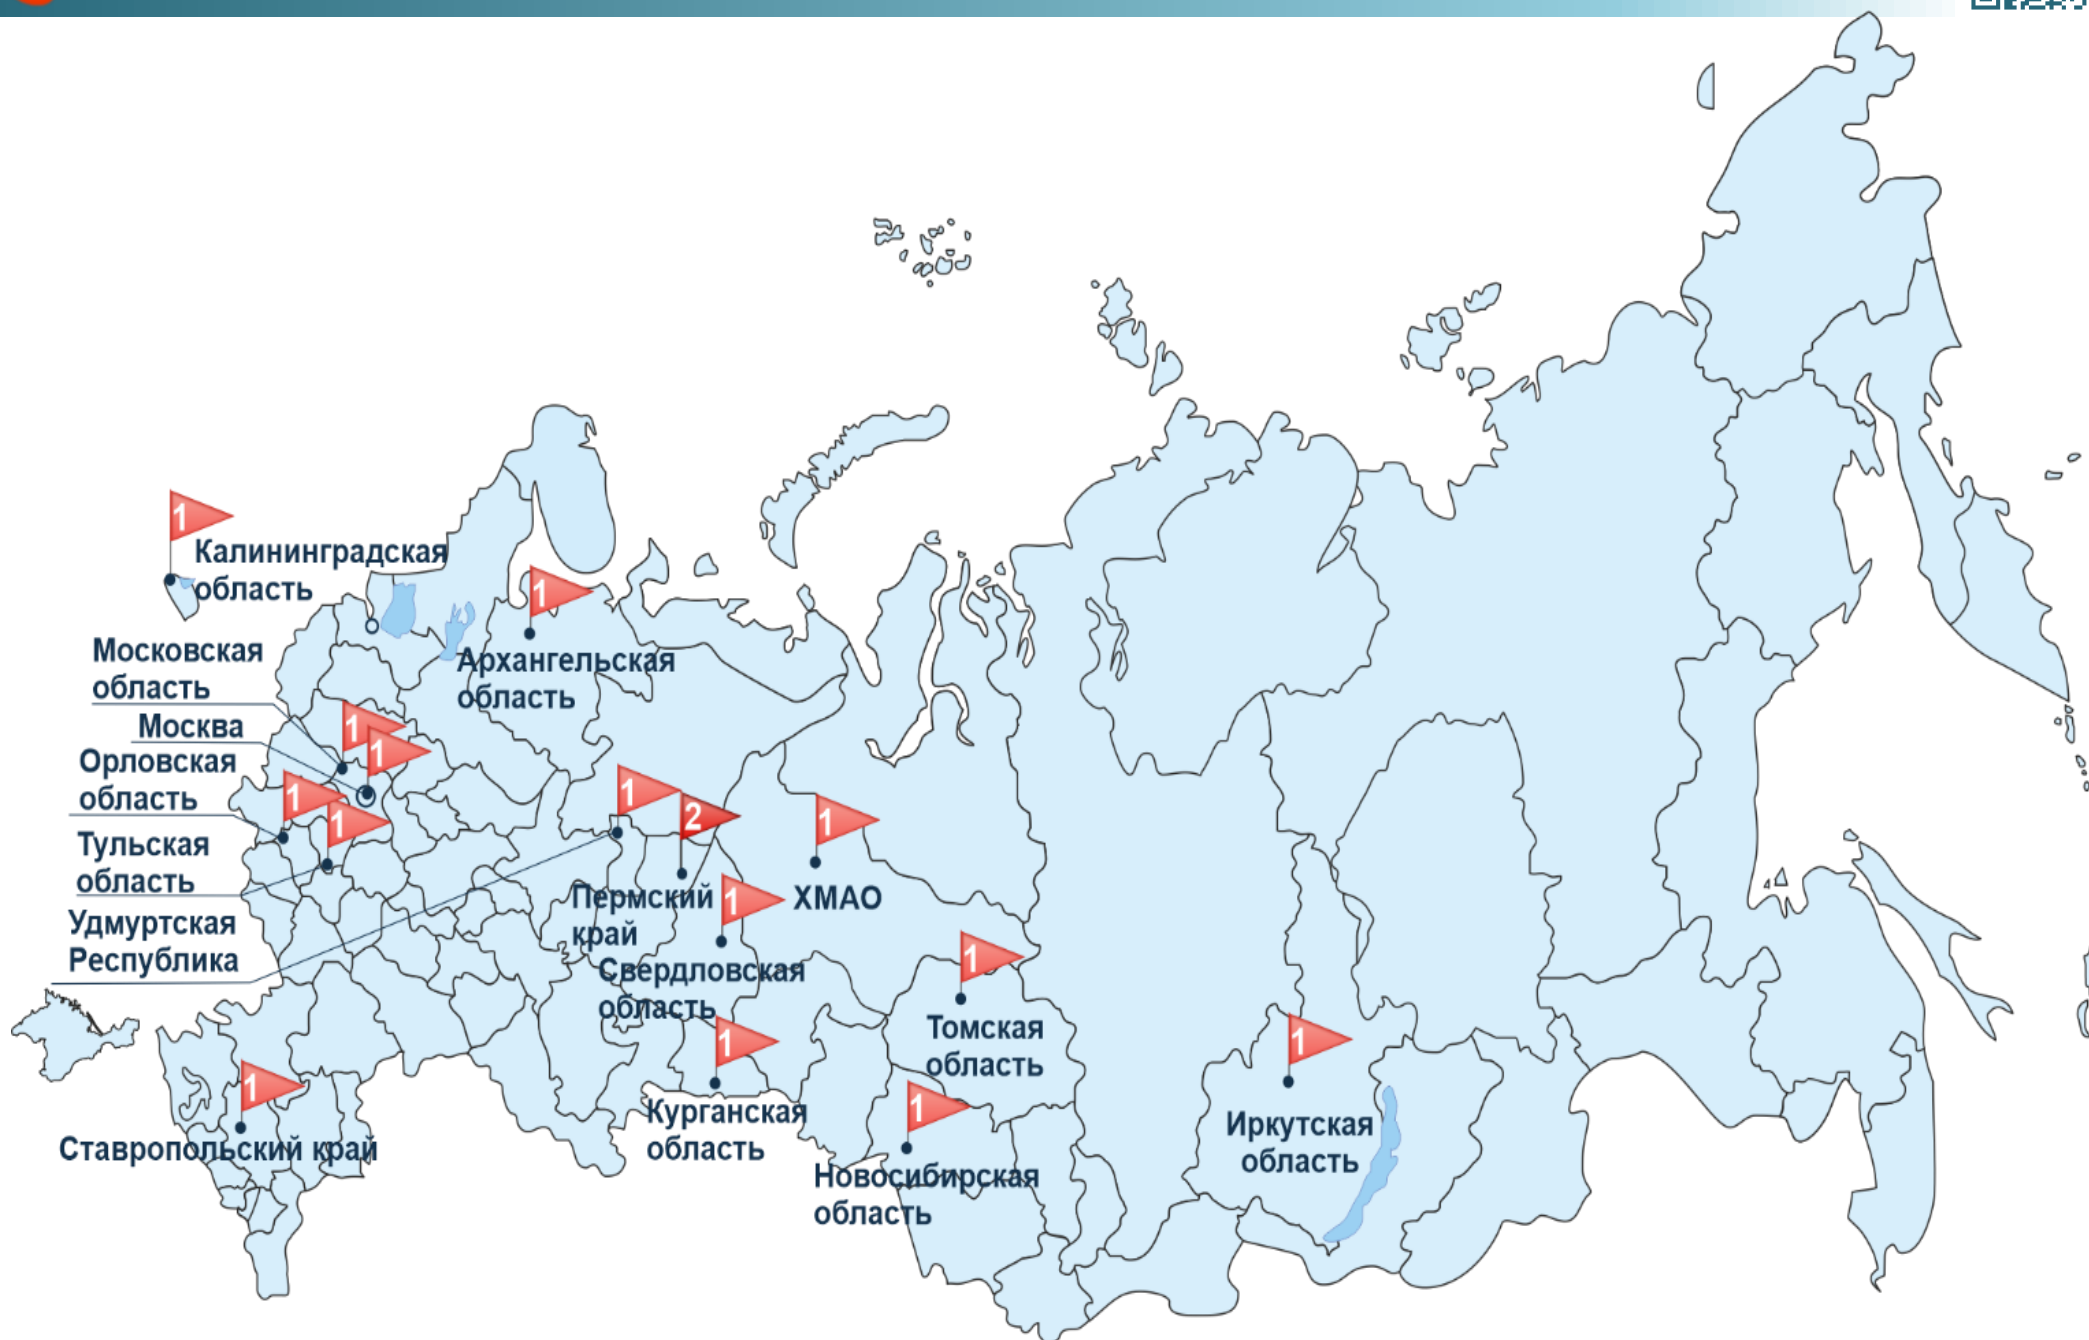 1
Калининградская
область
1
Архангельская
область
Московская
область
1
Москва
1
Орловская
область
1
Тульская
область
1
Удмуртская
Республика
1
2
Пермский
край
1
ХМАО
1
Свердловская
область
1
Томская
область
1
Курганская
область
1
Новосибирская
область
1
Иркутская
область
1
Ставропольский край